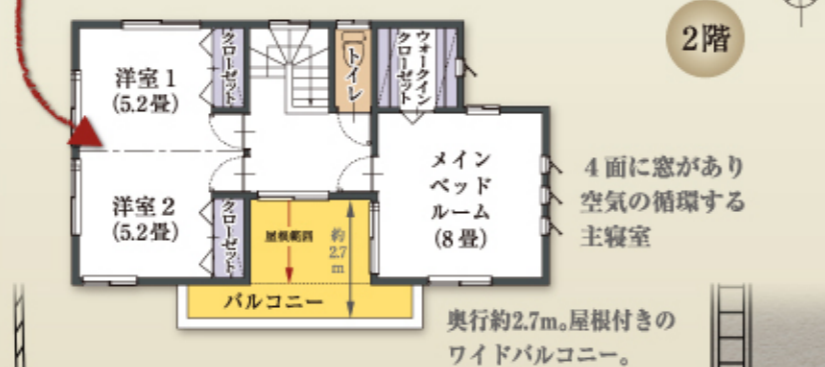 2階
クローゼット
トイレ
ウォークイン
クローゼット
洋室1
(5.2畳)
メイン
ベッド
ルーム
(8畳)
4面に窓があり
空気の循環する
主寝室
洋室2
(5.2畳)
クローゼット
屋根範囲
約
2.7
m
バルコニー
奥行約2.7m。屋根付きの
ワイドバルコニー。